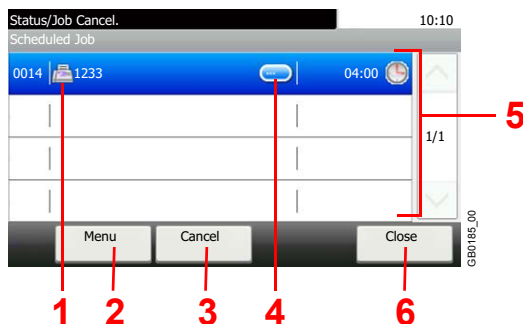 Status/Job Cancel. 10:10
Scheduled Job
0014 1233 ... 04:00
1/1
5
Menu Cancel Close
GB0185_00
1 2 3 4 6